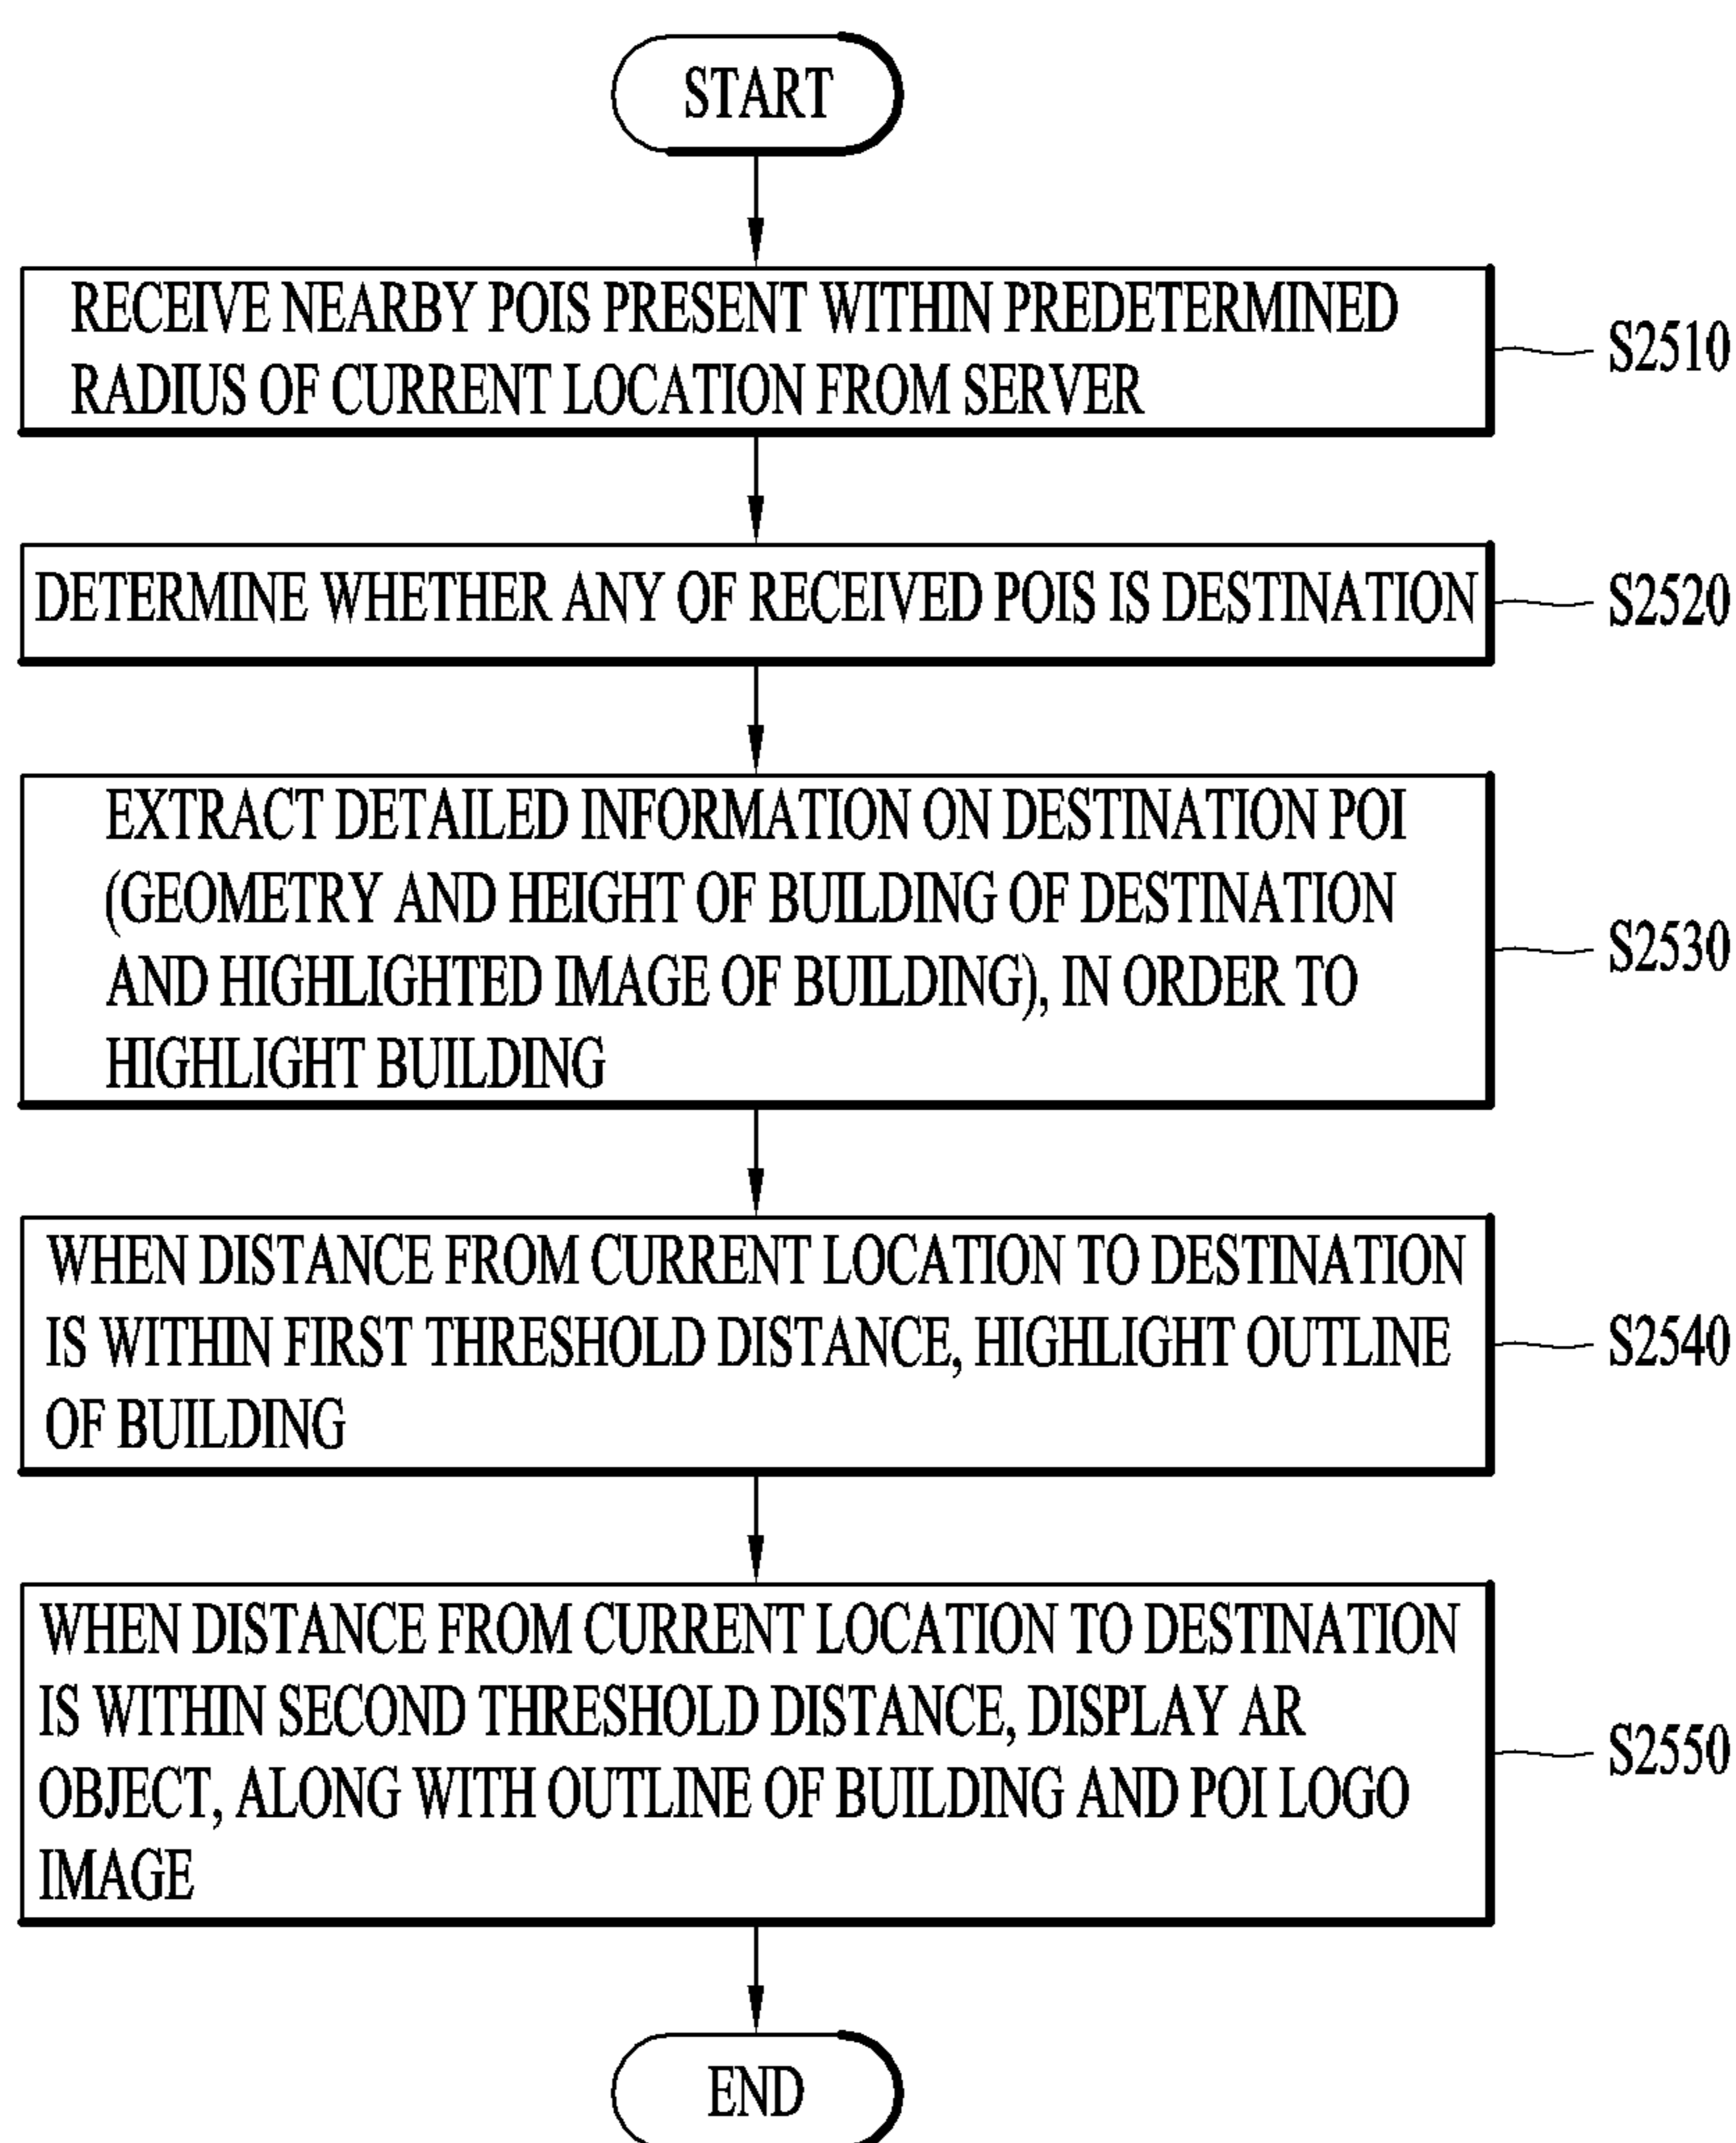 START
RECEIVE NEARBY POIS PRESENT WITHIN PREDETERMINED
RADIUS OF CURRENT LOCATION FROM SERVER
S2510
DETERMINE WHETHER ANY OF RECEIVED POIS IS DESTINATION
S2520
EXTRACT DETAILED INFORMATION ON DESTINATION POI
(GEOMETRY AND HEIGHT OF BUILDING OF DESTINATION
AND HIGHLIGHTED IMAGE OF BUILDING), IN ORDER TO
HIGHLIGHT BUILDING
S2530
WHEN DISTANCE FROM CURRENT LOCATION TO DESTINATION
IS WITHIN FIRST THRESHOLD DISTANCE, HIGHLIGHT OUTLINE
OF BUILDING
S2540
WHEN DISTANCE FROM CURRENT LOCATION TO DESTINATION
IS WITHIN SECOND THRESHOLD DISTANCE, DISPLAY AR
OBJECT, ALONG WITH OUTLINE OF BUILDING AND POI LOGO
IMAGE
S2550
END